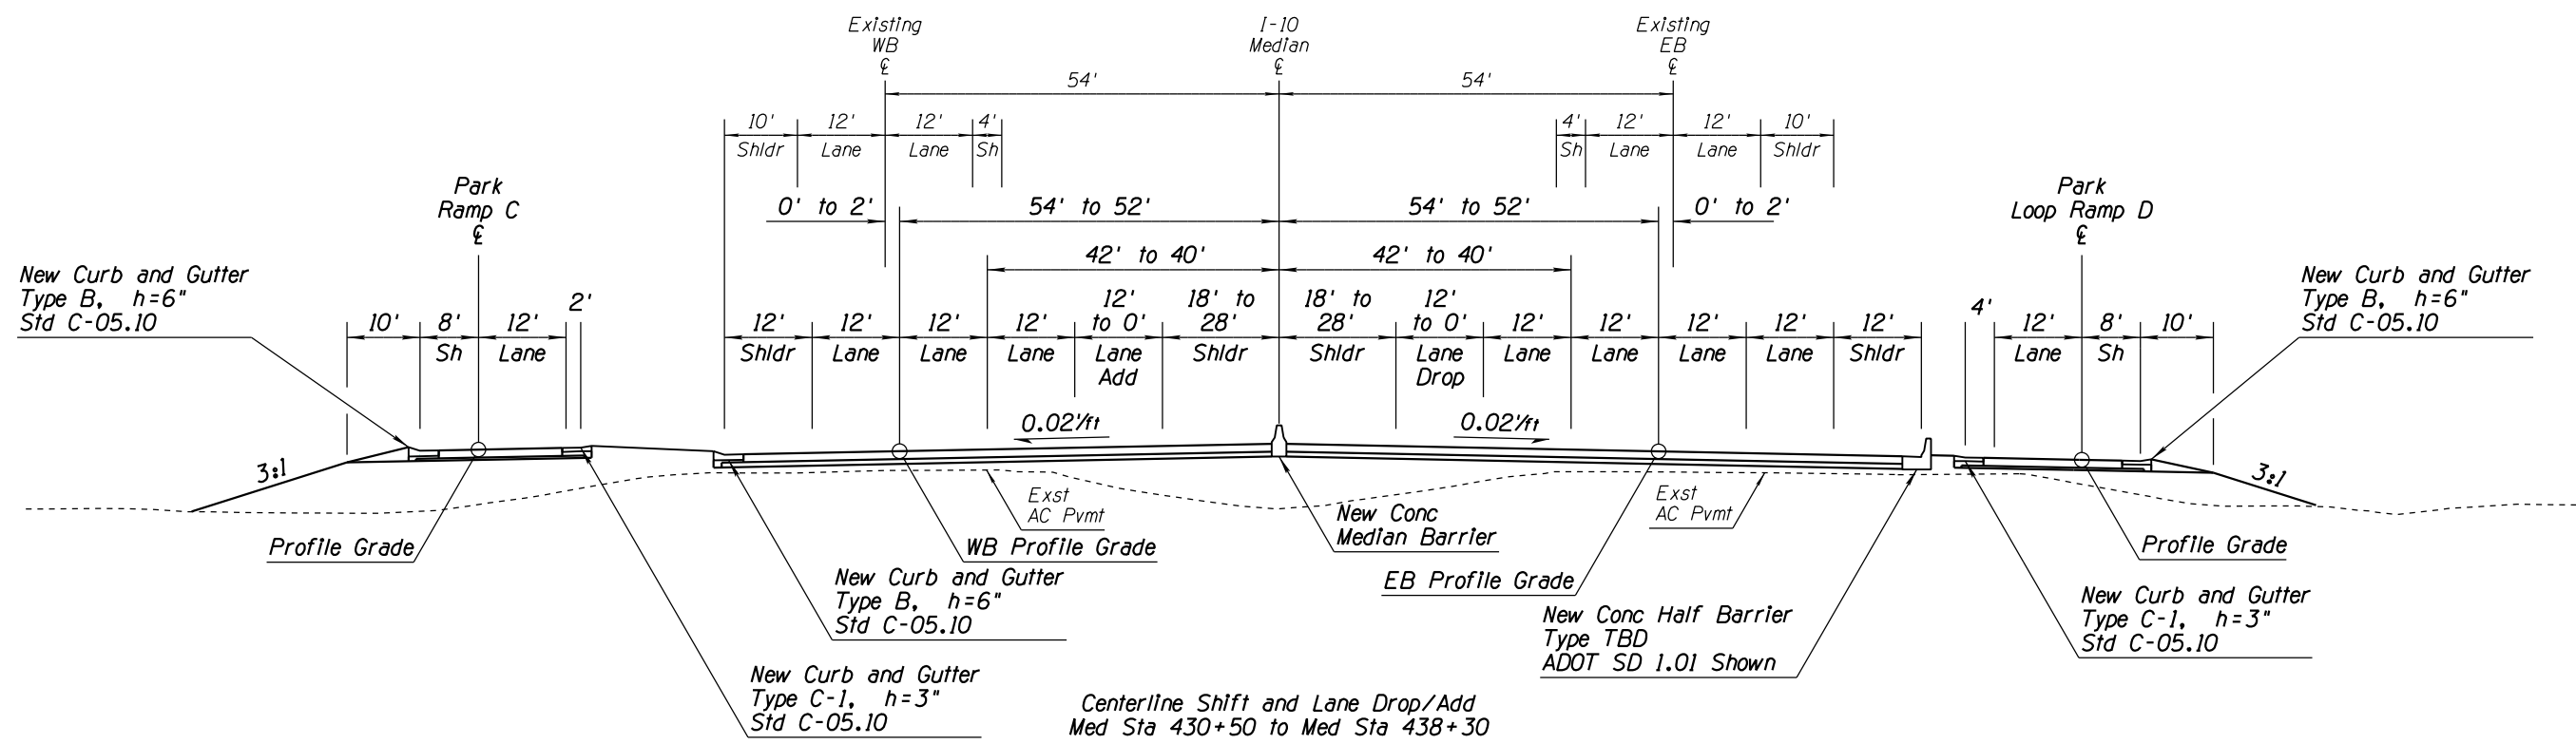 Existing
WB
℄
I-10
Median
℄
Existing
EB
℄
54'
54'
10'
12'
12'
4'
Shldr
Lane
Lane
Sh
4'
12'
12'
10'
Sh
Lane
Lane
Shldr
Park
Ramp C
℄
Park
Loop Ramp D
℄
0' to 2'
54' to 52'
54' to 52'
0' to 2'
42' to 40'
42' to 40'
New Curb and Gutter
Type B, h=6"
Std C-05.10
10'
8'
Sh
12'
Lane
2'
12'
Shldr
12'
Lane
12'
Lane
12'
Lane
12'
to 0'
Lane
Add
18' to
28'
Shldr
18' to
28'
Shldr
12'
to 0'
Lane
Drop
12'
Lane
12'
Lane
12'
Lane
12'
Lane
12'
Shldr
4'
12'
Lane
8'
Sh
10'
New Curb and Gutter
Type B, h=6"
Std C-05.10
0.02'/ft
0.02'/ft
3:1
3:1
Exst
AC Pvmt
Exst
AC Pvmt
New Conc
Median Barrier
Profile Grade
WB Profile Grade
EB Profile Grade
Profile Grade
New Curb and Gutter
Type B, h=6"
Std C-05.10
New Conc Half Barrier
Type TBD
ADOT SD 1.01 Shown
New Curb and Gutter
Type C-1, h=3"
Std C-05.10
New Curb and Gutter
Type C-1, h=3"
Std C-05.10
Centerline Shift and Lane Drop/Add
Med Sta 430+50 to Med Sta 438+30